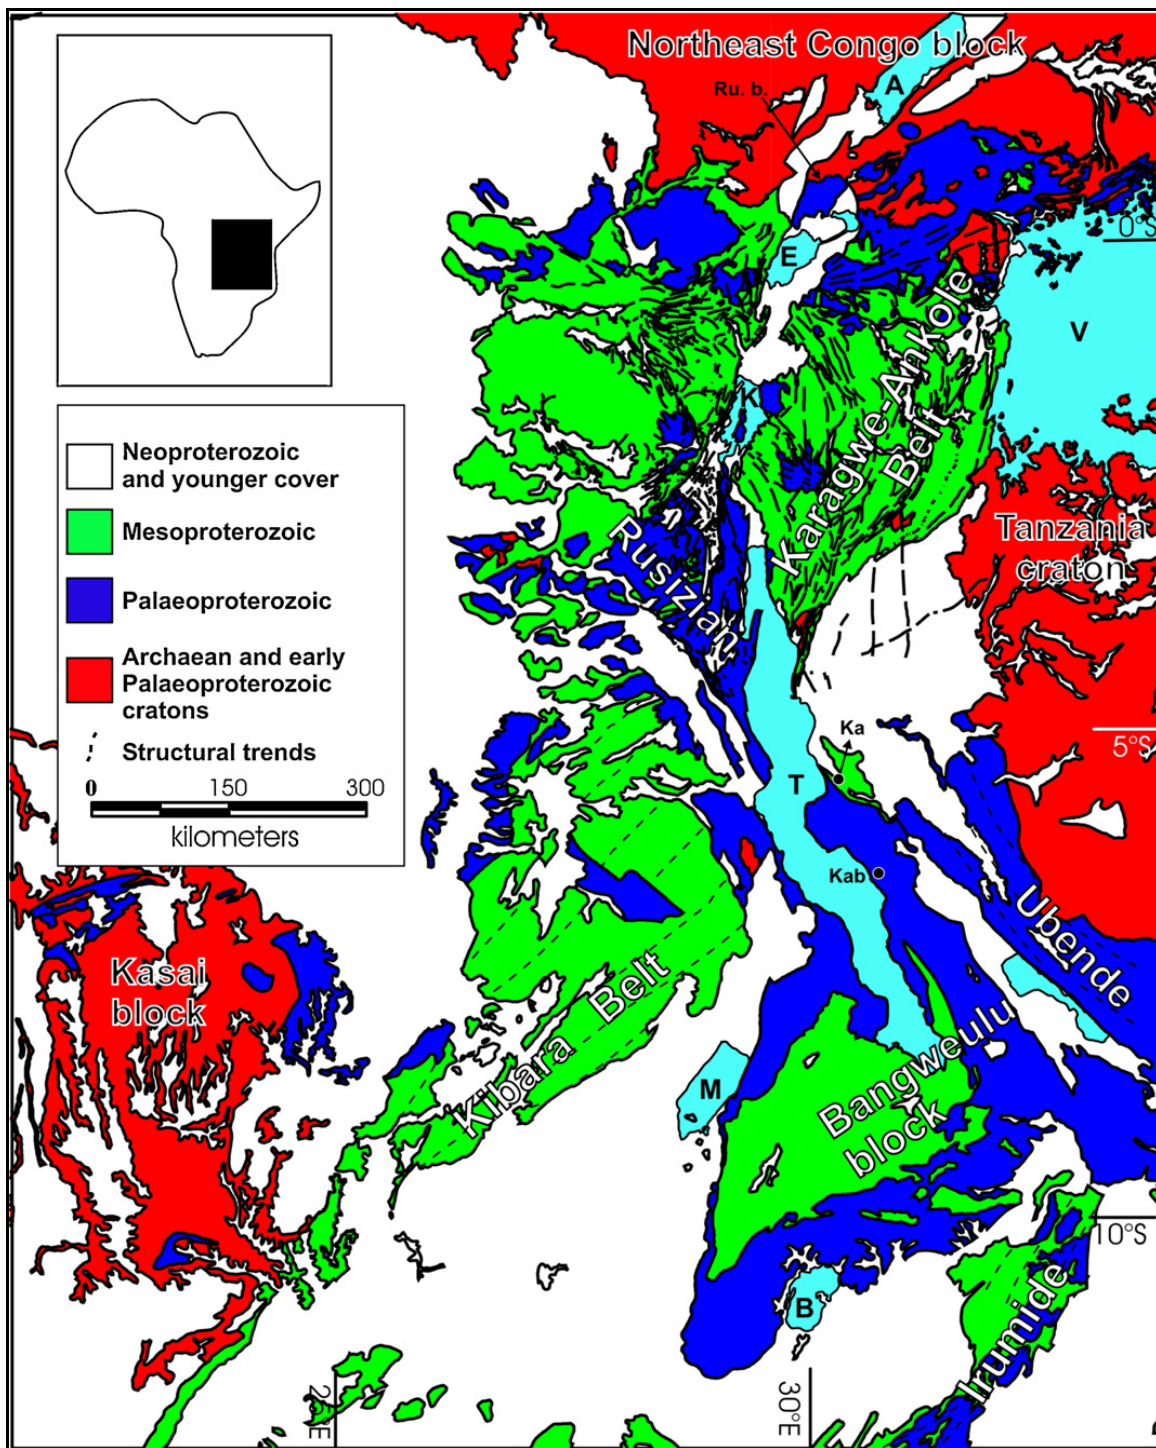 Northeast Congo block
A
Ru. b.
0°S
E
V
Karagwe-Ankole
Belt
K
Neoproterozoic
and younger cover
Mesoproterozoic
Palaeoproterozoic
Archaean and early
Palaeoproterozoic
cratons
Structural trends
0 150 300
kilometers
Rusizian
Tanzania
craton
Ka
5°S
T
Kab
Ubende
Kasai
block
Kibara Belt
M
Bangweulu
block
10°S
B
Irumide
30°E